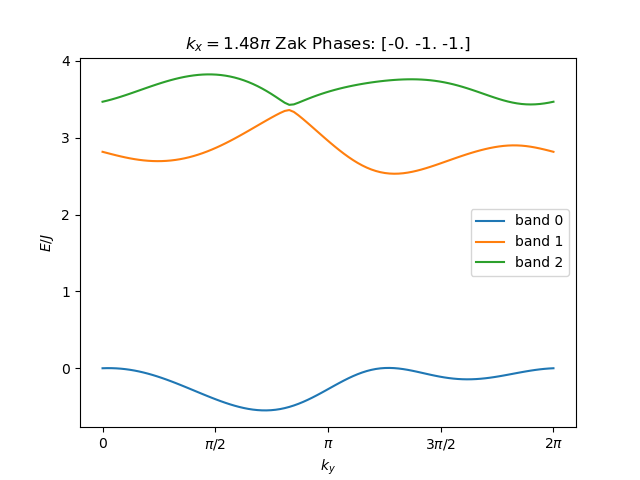 $k_x = 1.48\pi$ Zak Phases: [-0. -1. -1.]
4
3
2
1
0
E/J
band 0
band 1
band 2
0
π/2
π
3π/2
2π
$k_y$